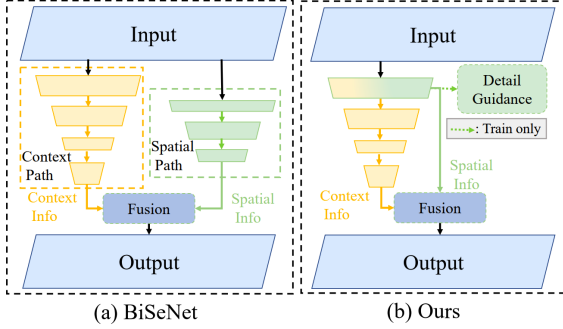 Input
Context
Path
Spatial
Path
Context
Info
Fusion
Spatial
Info
Output
(a) BiSeNet
Input
Detail
Guidance
: Train only
Spatial Info
Context
Info
Fusion
Output
(b) Ours